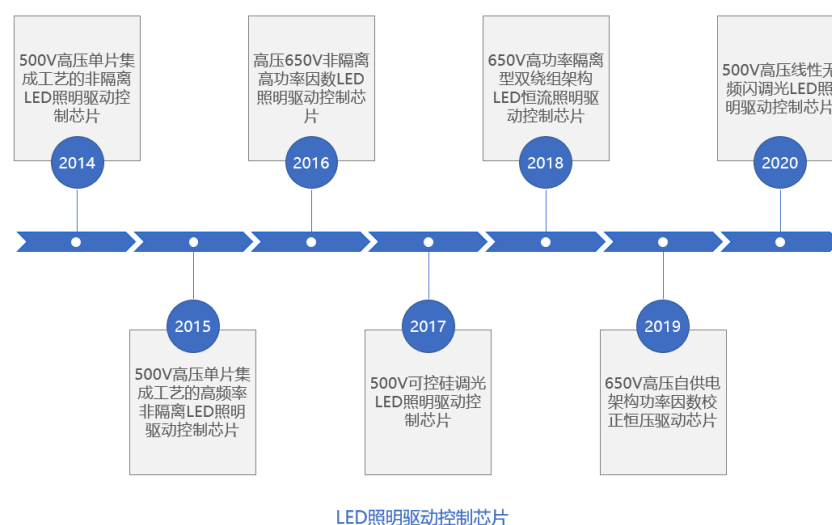 500V高压单片集
成工艺的非隔离
LED照明驱动控
制芯片
2014
高压650V非隔离
高功率因数LED
照明驱动控制芯
片
2016
650V高功率隔离
型双绕组架构
LED恒流照明驱
动控制芯片
2018
500V高压线性无
频闪调光LED照
明驱动控制芯片
2020
2015
500V高压单片集
成工艺的高频率
非隔离LED照明
驱动控制芯片
2017
500V可控硅调光
LED照明驱动控
制芯片
2019
650V高压自供电
架构功率因数校
正恒压驱动芯片
LED照明驱动控制芯片